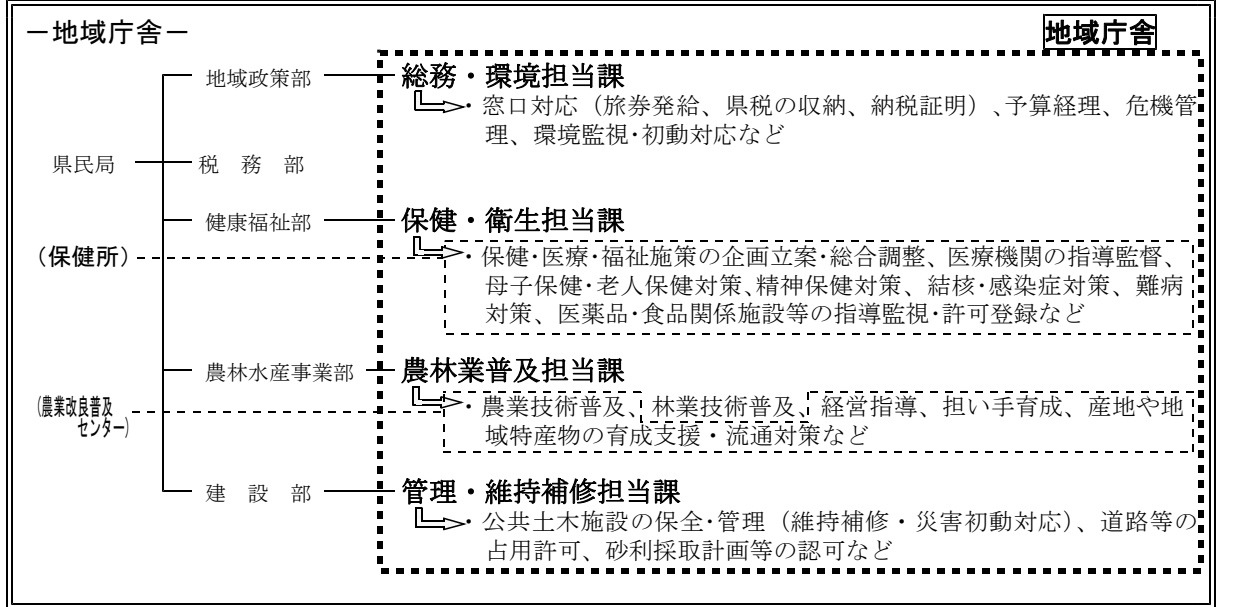 －地域庁舎－
地域庁舎
地域政策部
総務・環境担当課
・窓口対応（旅券発給、県税の収納、納税証明）、予算経理、危機管
理、環境監視・初動対応など
県民局
税　務　部
健康福祉部
保健・衛生担当課
（保健所）
・保健・医療・福祉施策の企画立案・総合調整、医療機関の指導監督、
母子保健・老人保健対策、精神保健対策、結核・感染症対策、難病
対策、医薬品・食品関係施設等の指導監視・許可登録など
農林水産事業部
農林業普及担当課
（農業改良普及
センター）
・農業技術普及、林業技術普及、経営指導、担い手育成、産地や地
域特産物の育成支援・流通対策など
建　設　部
管理・維持補修担当課
・公共土木施設の保全・管理（維持補修・災害初動対応）、道路等の
占用許可、砂利採取計画等の認可など